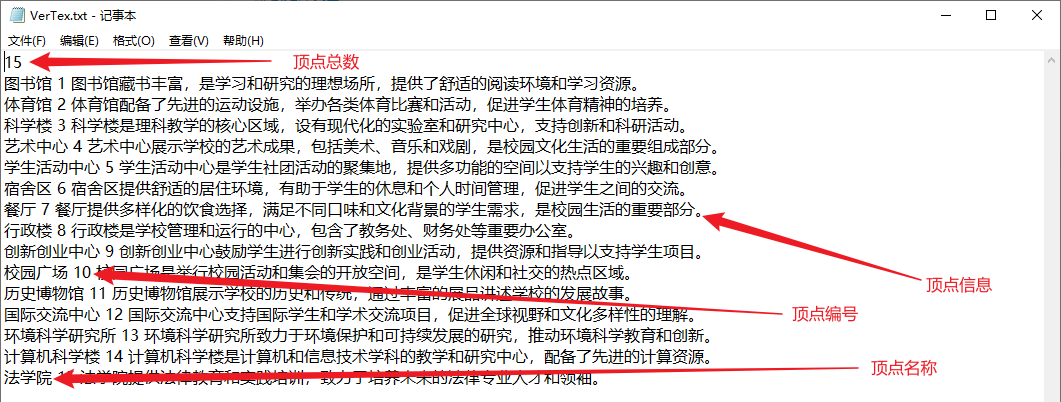 VerTex.txt - 记事本
文件(F) 编辑(E) 格式(O) 查看(V) 帮助(H)
15 顶点总数
图书馆 1 图书馆藏书丰富，是学习和研究的理想场所，提供了舒适的阅读环境和学习资源。
体育馆 2 体育馆配备了先进的运动设施，举办各类体育比赛和活动，促进学生体育精神的培养。
科学楼 3 科学楼是理科教学的核心区域，设有现代化的实验室和研究中心，支持创新和科研活动。
艺术中心 4 艺术中心展示学校的艺术成果，包括美术、音乐和戏剧，是校园文化生活的重要组成部分。
学生活动中心 5 学生活动中心是学生社团活动的聚集地，提供多功能的空间以支持学生的兴趣和创意。
宿舍区 6 宿舍区提供舒适的居住环境，有助于学生的休息和个人时间管理，促进学生之间的交流。
餐厅 7 餐厅提供多样化的饮食选择，满足不同口味和文化背景的学生需求，是校园生活的重要部分。
行政楼 8 行政楼是学校管理和运行的中心，包含了教务处、财务处等重要办公室。
创新创业中心 9 创新创业中心鼓励学生进行创新实践和创业活动，提供资源和指导以支持学生项目。
校园广场 10 校园广场是举行校园活动和集会的开放空间，是学生休闲和社交的热点区域。
顶点信息
历史博物馆 11 历史博物馆展示学校的历史和传统，通过丰富的展品讲述学校的发展故事。
国际交流中心 12 国际交流中心支持国际学生和学术交流项目，促进全球视野和文化多样性的理解。
顶点编号
环境科学研究所 13 环境科学研究所致力于环境保护和可持续发展的研究，推动环境科学教育和创新。
计算机科学楼 14 计算机科学楼是计算机和信息技术学科的教学和研究中心，配备了先进的计算资源。
顶点名称
法学院 法学院提供法律教育和实践培训，致力于培养未来的法律专业人才和领袖。